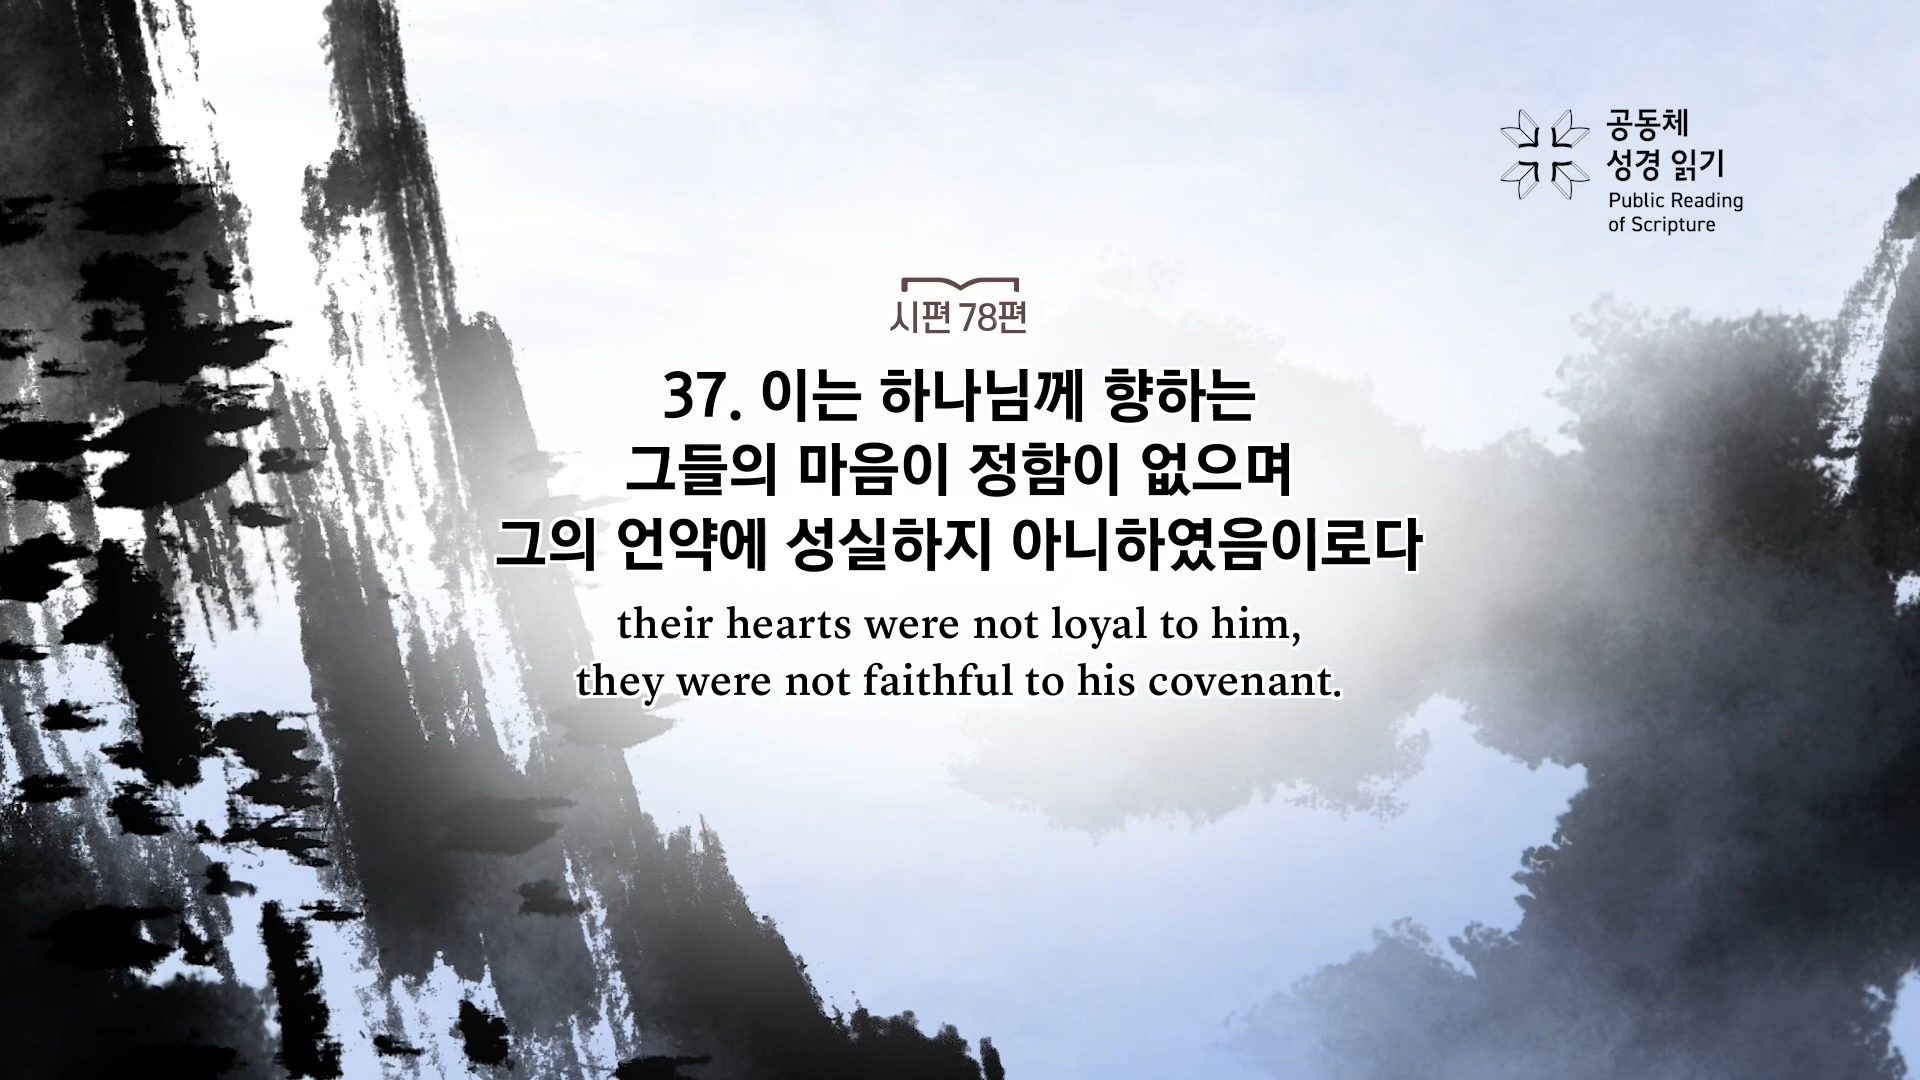 공동체
성경 읽기
Public Reading
of Scripture
시편 78편
37. 이는 하나님께 향하는
그들의 마음이 정함이 없으며
그의 언약에 성실하지 아니하였음이로다
their hearts were not loyal to him,
they were not faithful to his covenant.